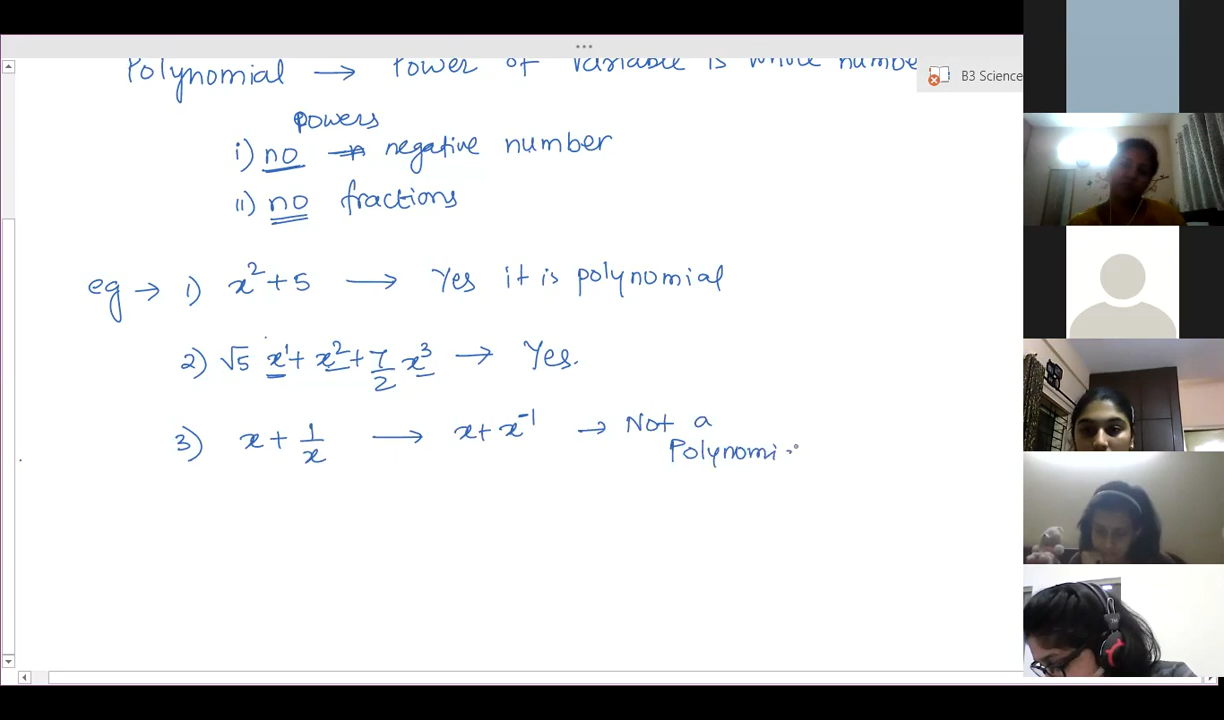 Polynomial → Power of variable is whole numbe
B3 Science
powers
i) no negative number
ii) no fractions
eg → 1) x² + 5 → Yes it is polynomial
2) √5 x¹ + x² + 7/2 x³ → Yes.
3) x + 1/x → x + x⁻¹ → Not a
Polynomi